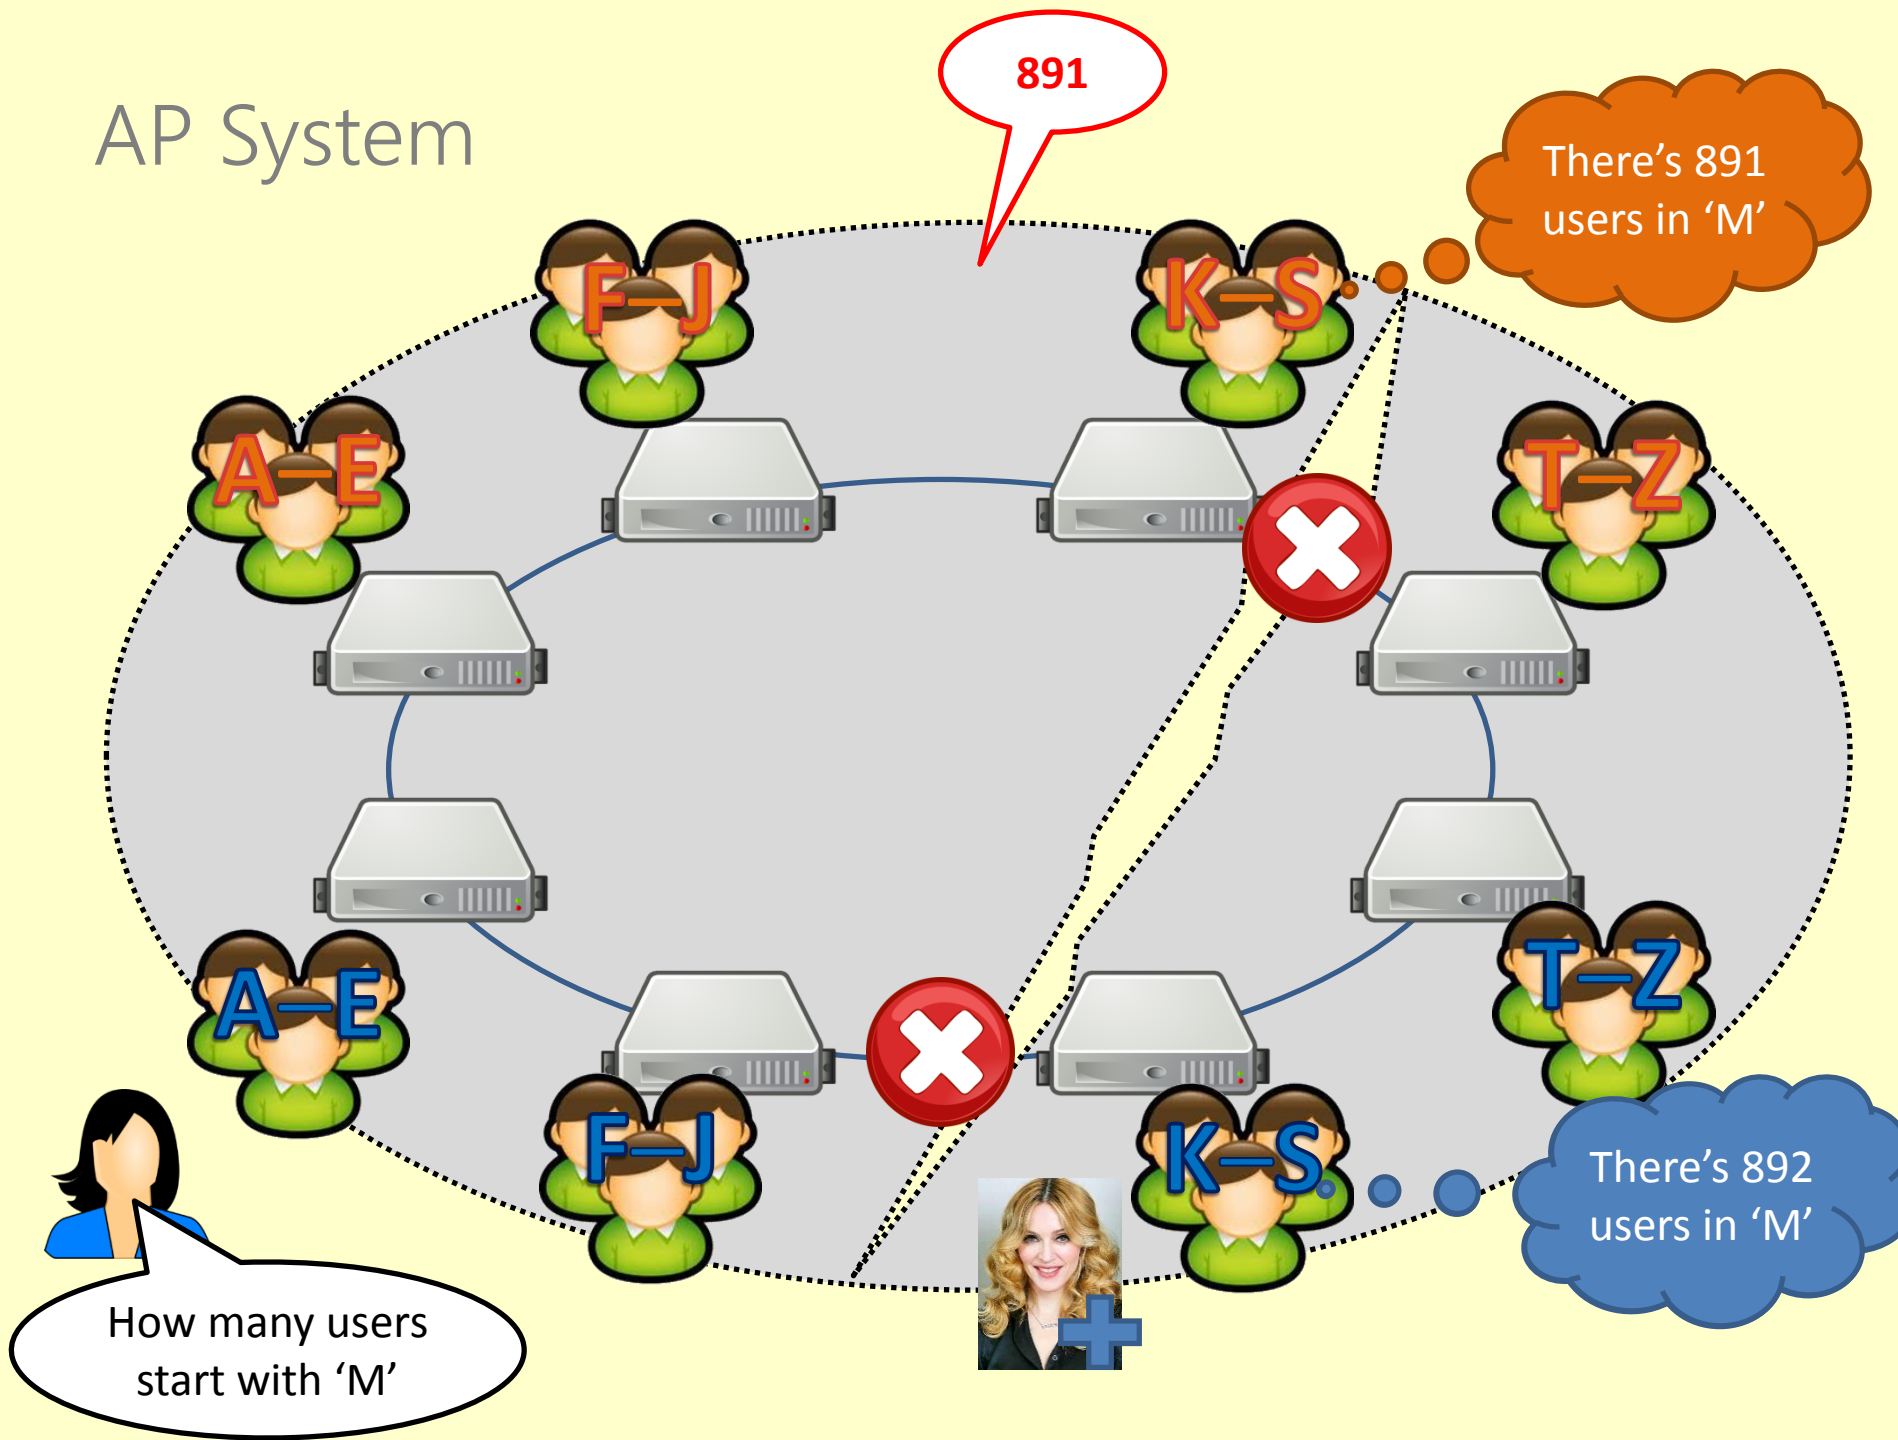 891
AP System
There's 891
users in ‘M’
F–J
K–S
A–E
T–Z
A–E
T–Z
F–J
K–S
There's 892
users in ‘M’
How many users
start with ‘M’